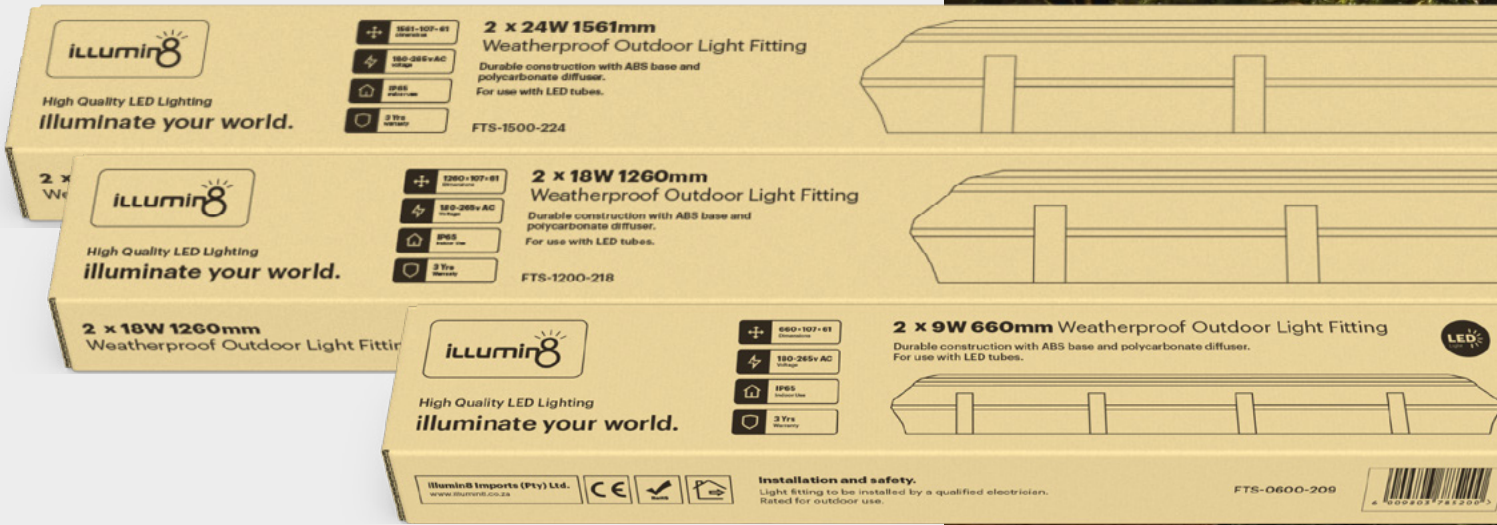 illumin8
High Quality LED Lighting
illuminate your world.
1561×107×61
Dimensions
180-265v AC
Voltage
IP65
Indoor use
3 Yrs
warranty
2 x 24W 1561mm
Weatherproof Outdoor Light Fitting
Durable construction with ABS base and
polycarbonate diffuser.
For use with LED tubes.
FTS-1500-224
2 x
We
illumin8
High Quality LED Lighting
illuminate your world.
1260×107×61
Dimensions
180-265v AC
Voltage
IP65
Indoor Use
3 Yrs
Warranty
2 x 18W 1260mm
Weatherproof Outdoor Light Fitting
Durable construction with ABS base and
polycarbonate diffuser.
For use with LED tubes.
FTS-1200-218
2 x 18W 1260mm
Weatherproof Outdoor Light Fittin
illumin8
High Quality LED Lighting
illuminate your world.
660×107×61
Dimensions
180-265v AC
Voltage
IP65
Indoor Use
3 Yrs
Warranty
2 x 9W 660mm Weatherproof Outdoor Light Fitting
Durable construction with ABS base and polycarbonate diffuser.
For use with LED tubes.
LED
Light
illumin8 Imports (Pty) Ltd.
www.illumin8.co.za
CE
RoHS
Installation and safety.
Light fitting to be installed by a qualified electrician.
Rated for outdoor use.
FTS-0600-209